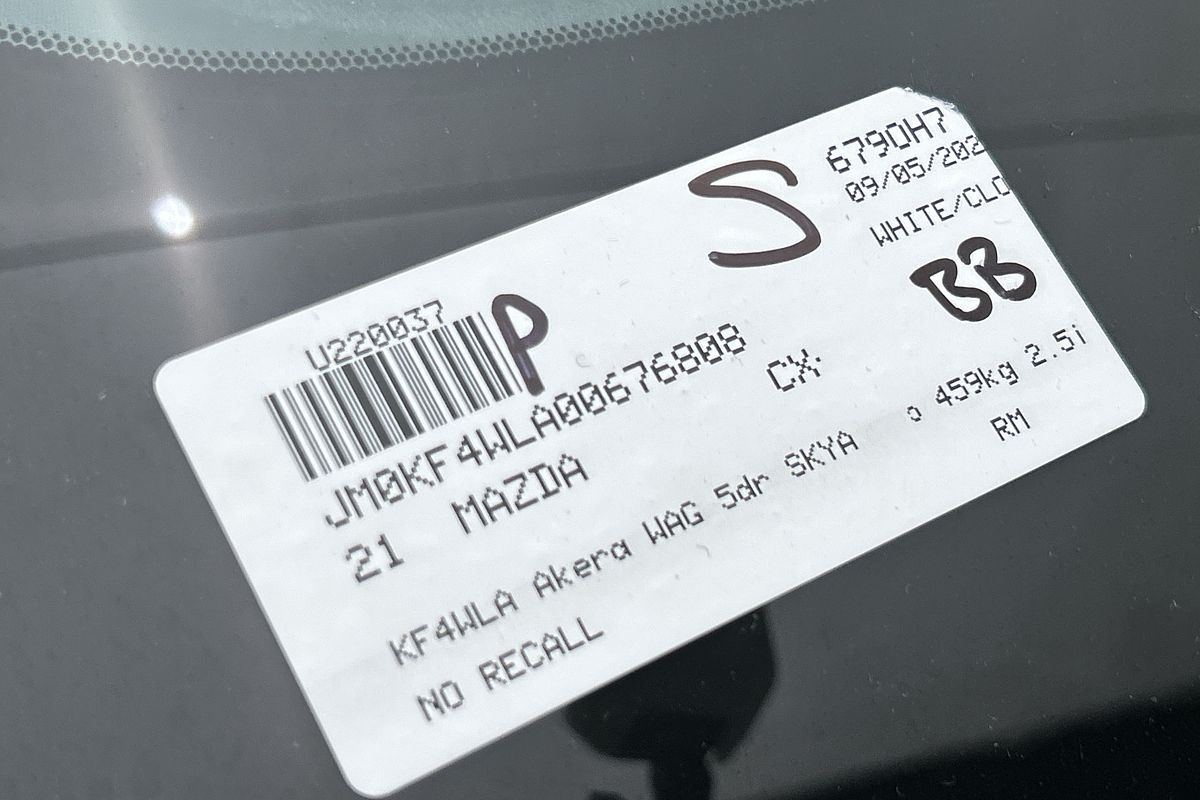 S 679DH7
09/05/202
WHITE/CLO
U220037 P BB
JM0KF4WLA00676808 CX-
21 MAZDA
KF4WLA Akera WAG 5dr SKYA o 459kg 2.5i
NO RECALL RM